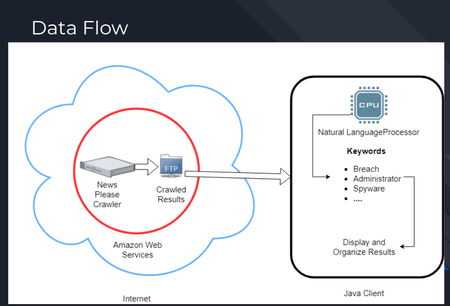 Data Flow
CPU
Natural LanguageProcessor
Keywords
• Breach
• Administrator
• Spyware
• ....
FTP
News
Please
Crawler
Crawled
Results
Amazon Web
Services
Display and
Organize Results
Internet
Java Client